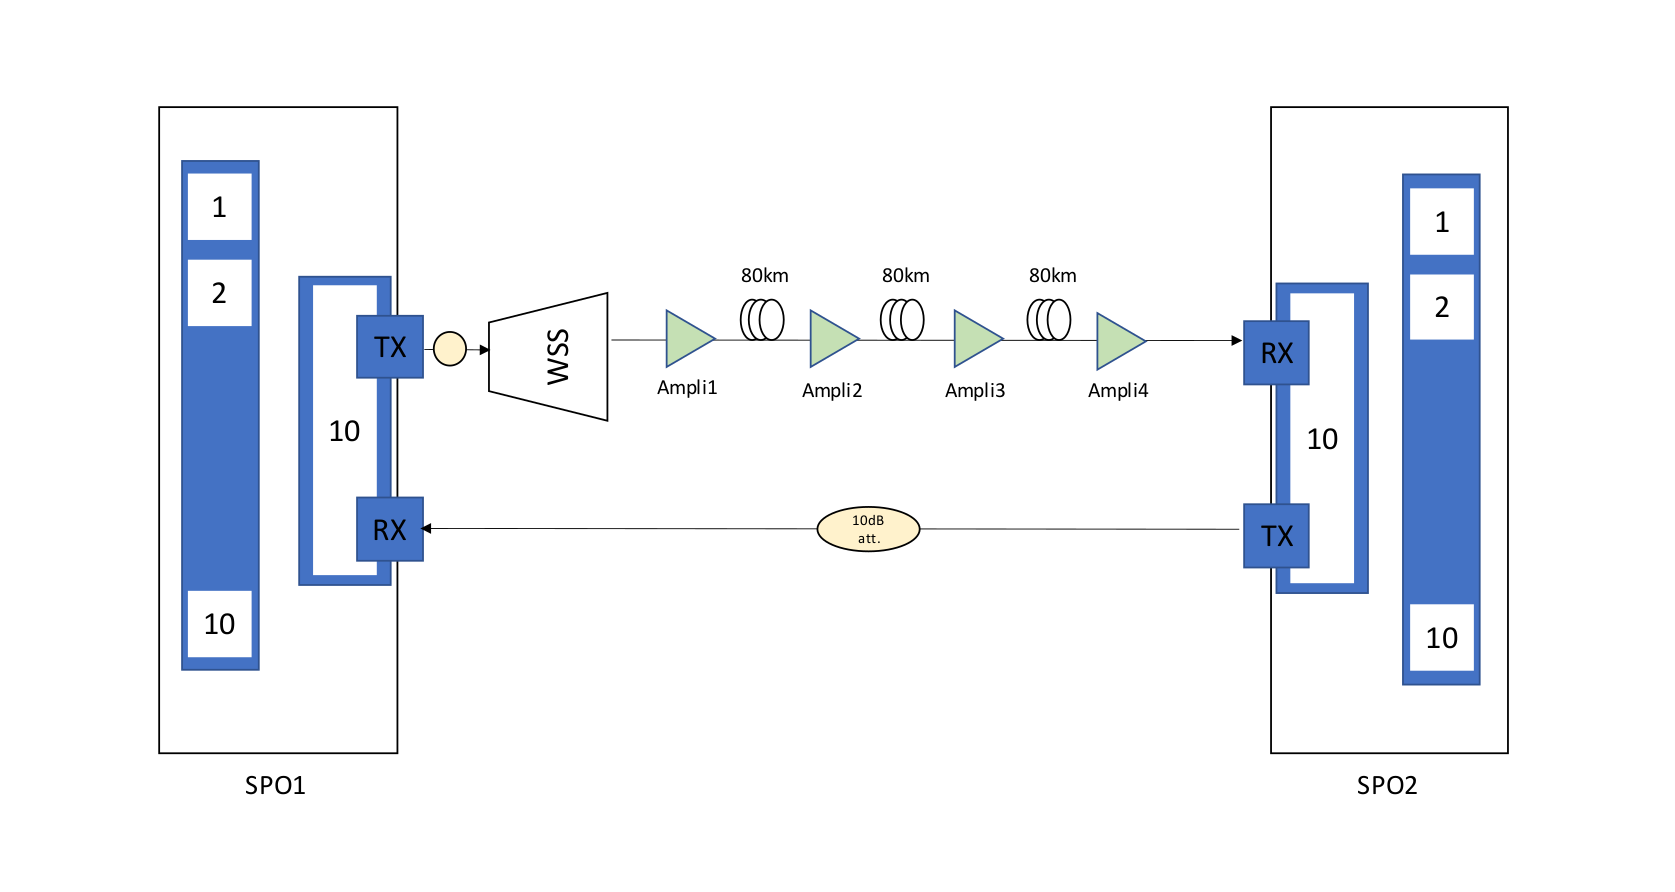 1
2
10
10
TX
RX
SPO1
WSS
80km
80km
80km
Ampli1
Ampli2
Ampli3
Ampli4
10dB
att.
RX
TX
10
1
2
10
SPO2